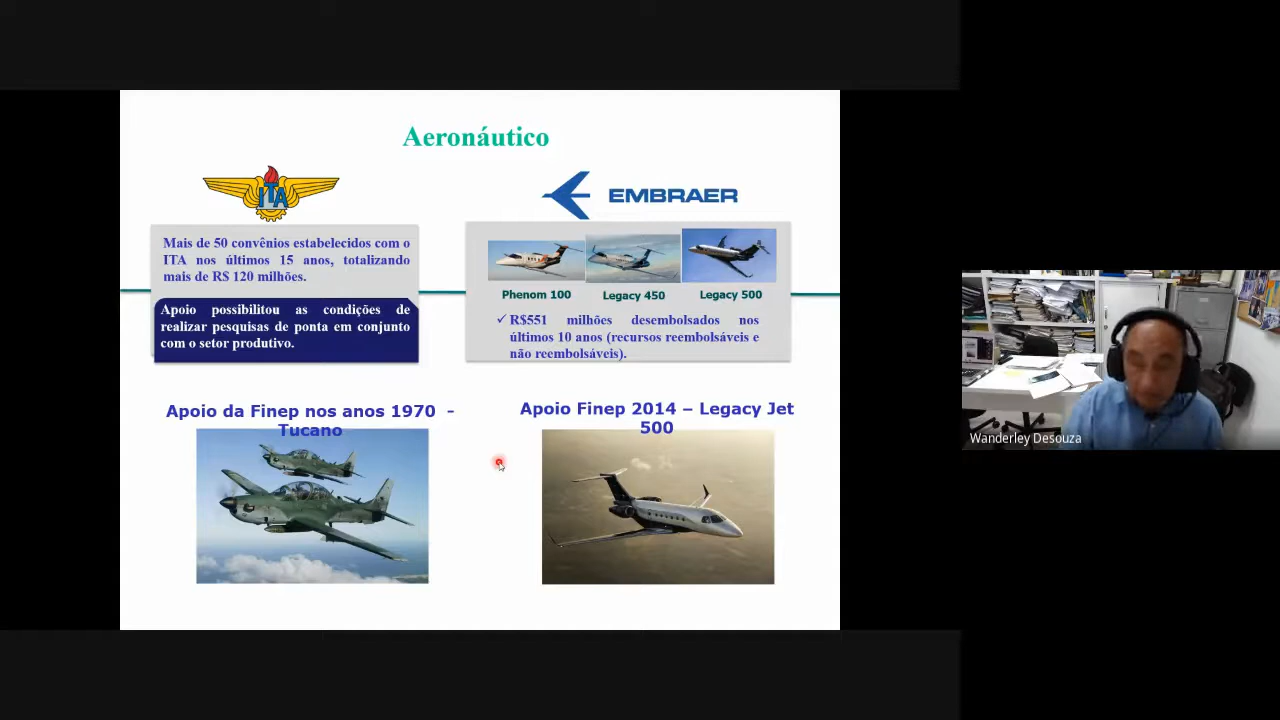 Aeronáutico
ITA
EMBRAER
Mais de 50 convênios estabelecidos com o
ITA nos últimos 15 anos, totalizando
mais de R$ 120 milhões.
Apoio possibilitou as condições de
realizar pesquisas de ponta em conjunto
com o setor produtivo.
Phenom 100
Legacy 450
Legacy 500
✓ R$551 milhões desembolsados nos
últimos 10 anos (recursos reembolsáveis e
não reembolsáveis).
Apoio da Finep nos anos 1970 -
Tucano
Apoio Finep 2014 – Legacy Jet
500
Wanderley Desouza